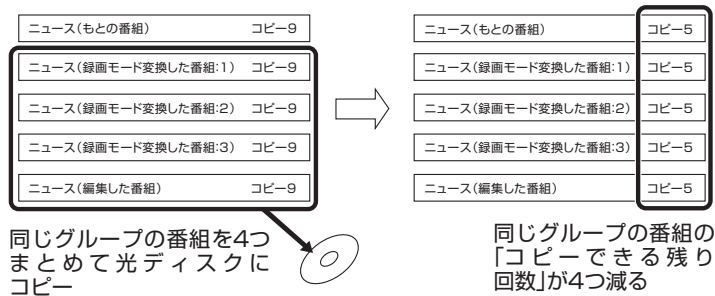 ニュース（もとの番組） コピー9
ニュース（録画モード変換した番組：1） コピー9
ニュース（録画モード変換した番組：2） コピー9
ニュース（録画モード変換した番組：3） コピー9
ニュース（編集した番組） コピー9
同じグループの番組を4つ
まとめて光ディスクに
コピー
ニュース（もとの番組） コピー5
ニュース（録画モード変換した番組：1） コピー5
ニュース（録画モード変換した番組：2） コピー5
ニュース（録画モード変換した番組：3） コピー5
ニュース（編集した番組） コピー5
同じグループの番組の
「コピーできる残り
回数」が4つ減る